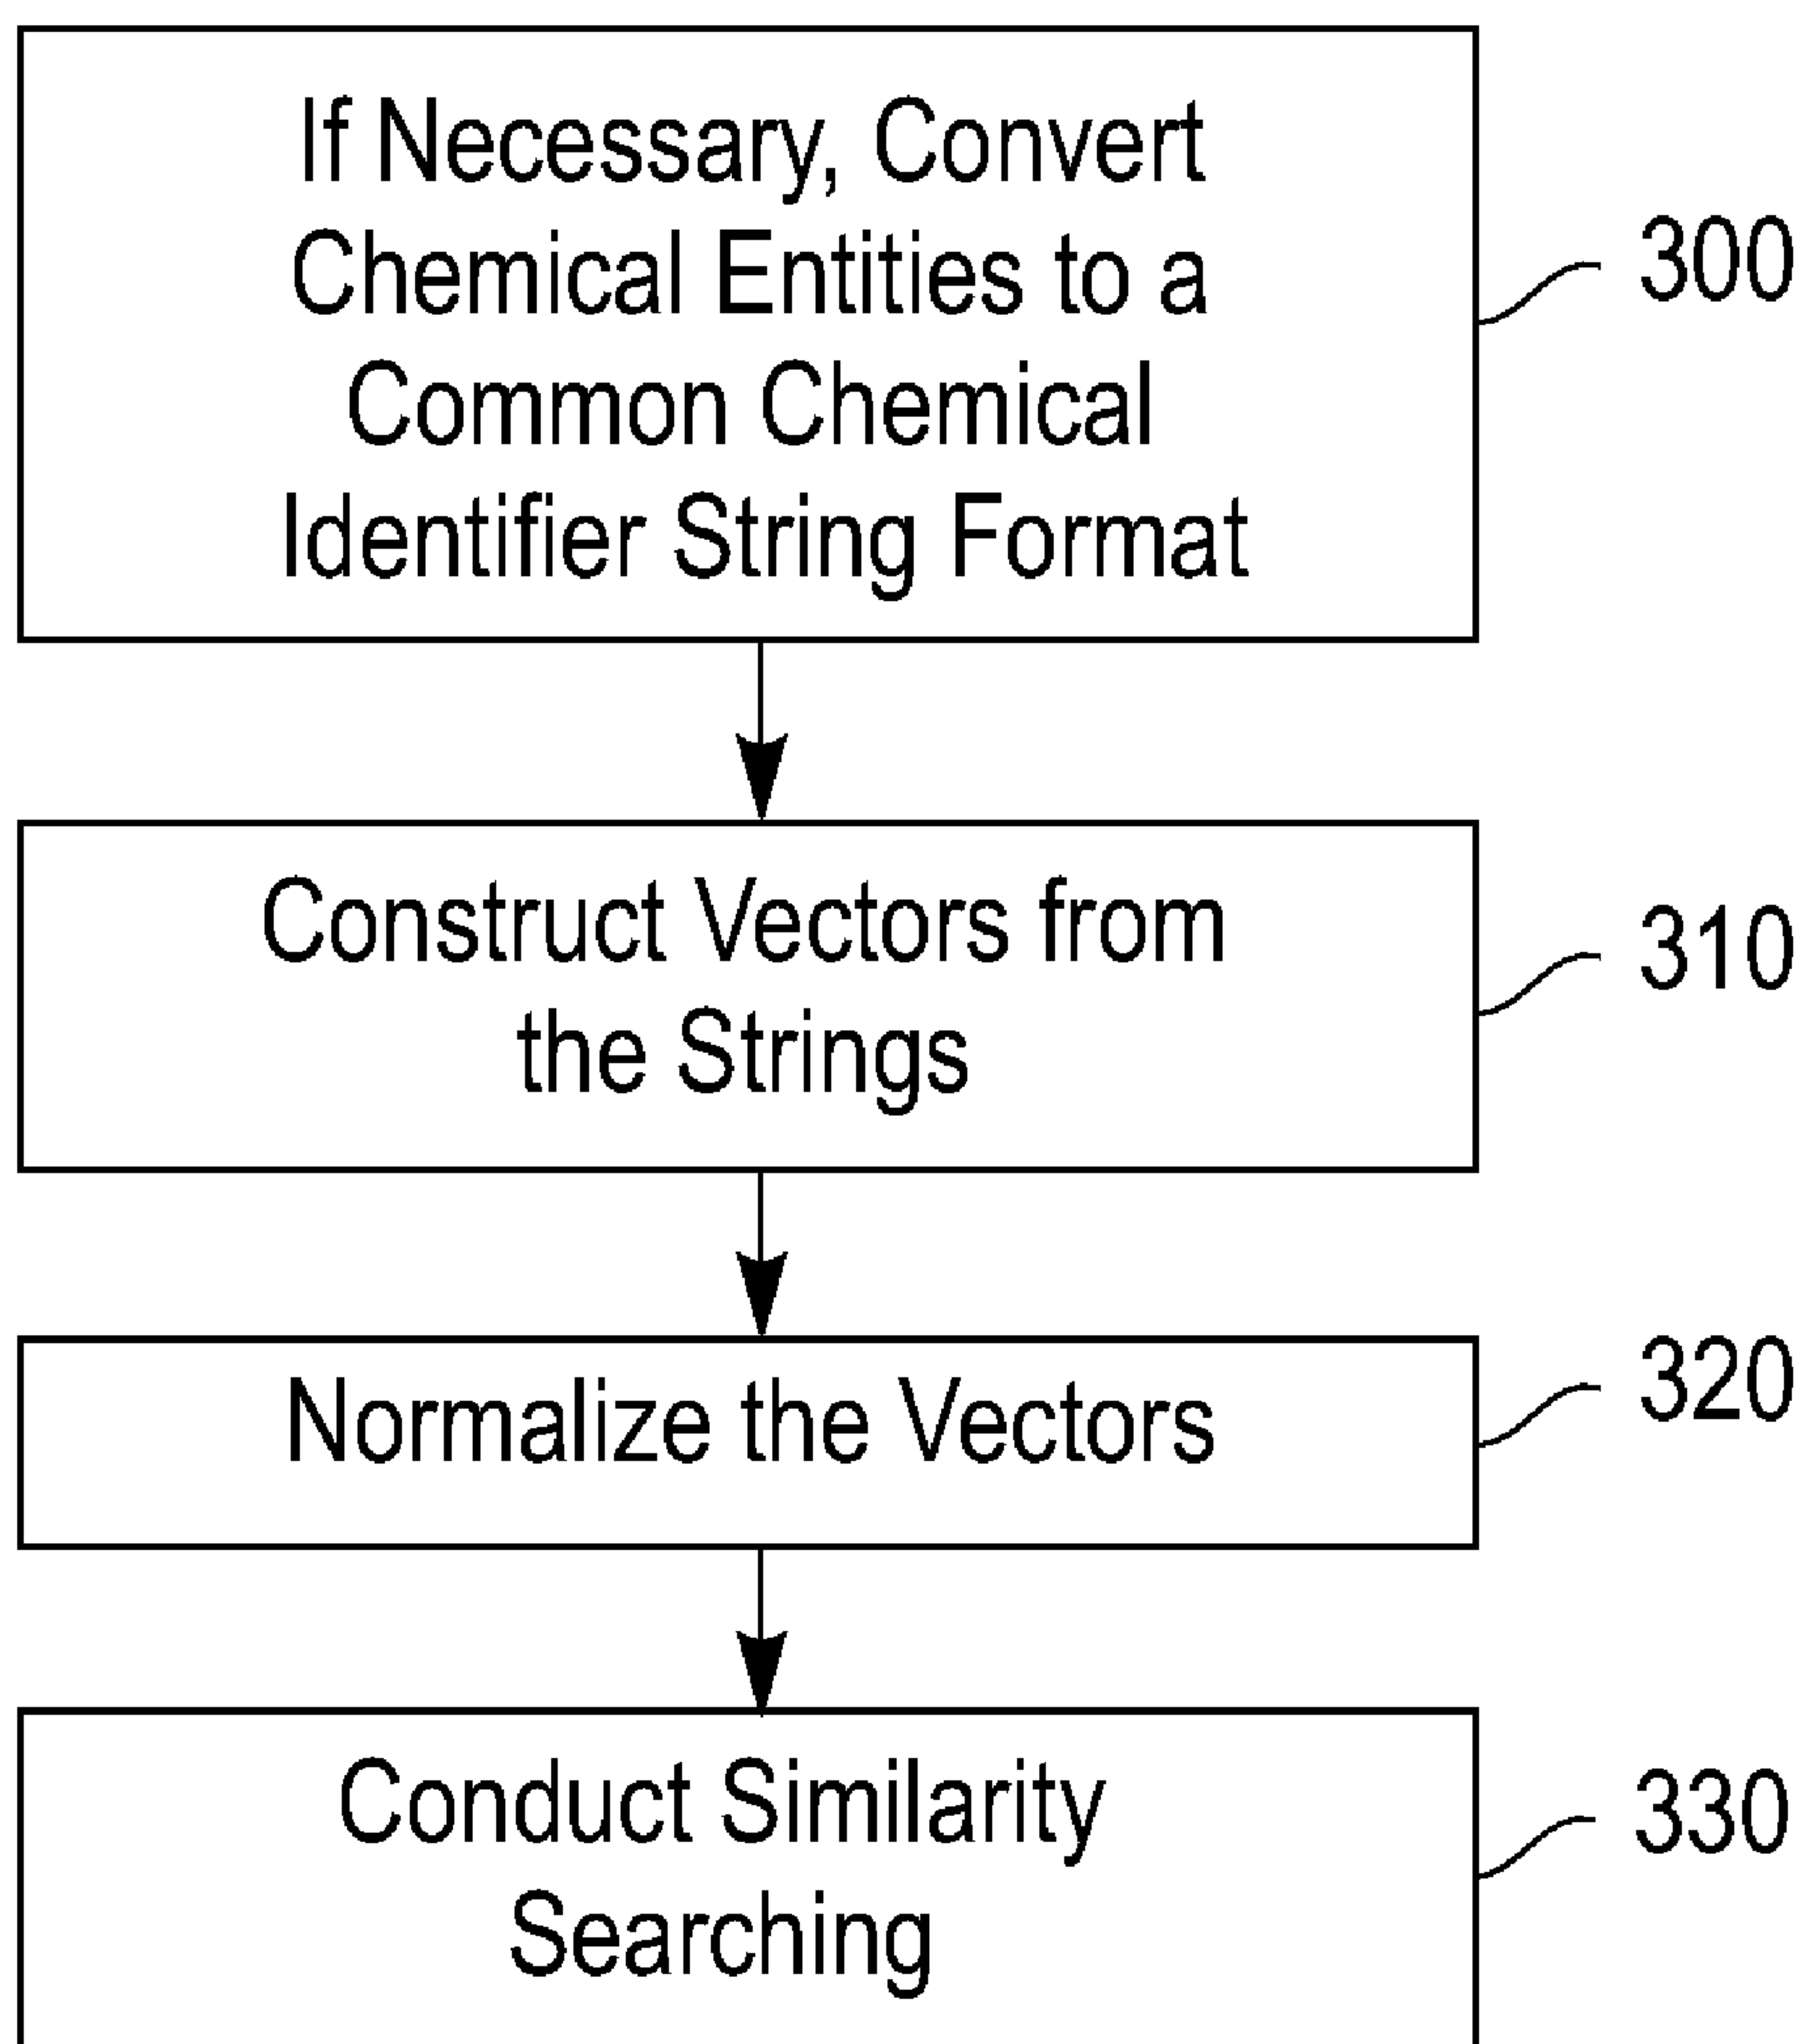 If Necessary, Convert
Chemical Entities to a
Common Chemical
Identifier String Format
300
Construct Vectors from
the Strings
310
Normalize the Vectors
320
Conduct Similarity
Searching
330